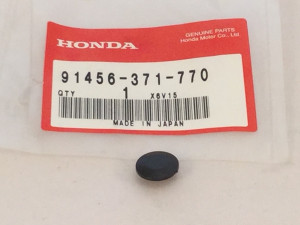 GENUINE PARTS
Honda Motor Co., Ltd.
HONDA
91456-371-770
QTY 1 X6V15
MADE IN JAPAN